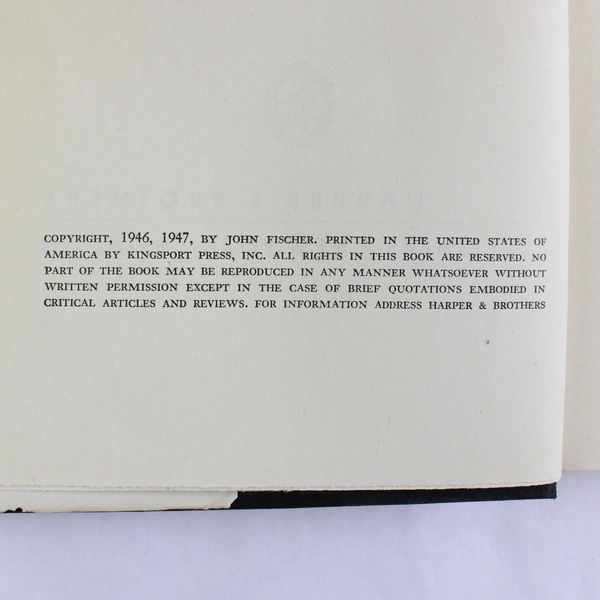 HARPER & BROTHERS
COPYRIGHT, 1946, 1947, BY JOHN FISCHER. PRINTED IN THE UNITED STATES OF
AMERICA BY KINGSPORT PRESS, INC. ALL RIGHTS IN THIS BOOK ARE RESERVED. NO
PART OF THE BOOK MAY BE REPRODUCED IN ANY MANNER WHATSOEVER WITHOUT
WRITTEN PERMISSION EXCEPT IN THE CASE OF BRIEF QUOTATIONS EMBODIED IN
CRITICAL ARTICLES AND REVIEWS. FOR INFORMATION ADDRESS HARPER & BROTHERS